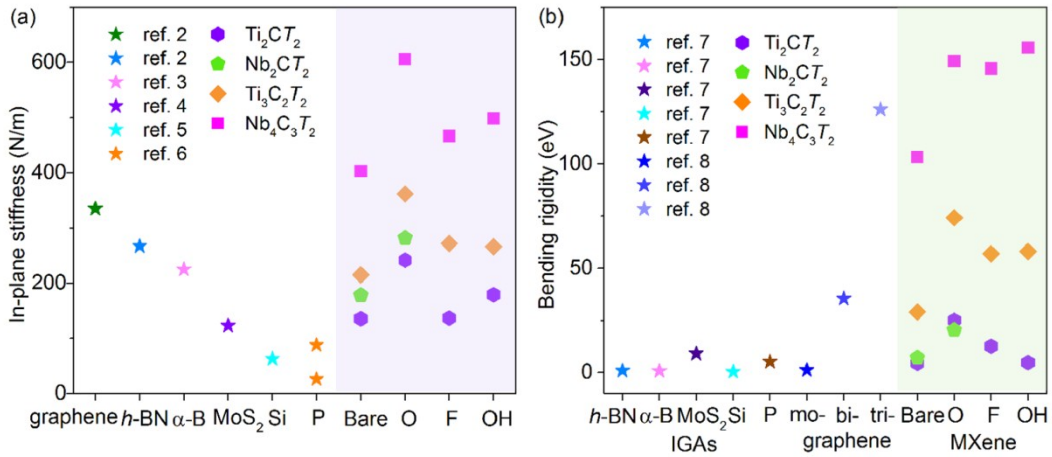 (a)
In-plane stiffness (N/m)
600
400
200
0
ref. 2
ref. 2
ref. 3
ref. 4
ref. 5
ref. 6
Ti₂CT₂
Nb₂CT₂
Ti₃C₂T₂
Nb₄C₃T₂
graphene h-BN α-B MoS₂ Si P Bare O F OH
(b)
Bending rigidity (eV)
150
100
50
0
ref. 7
ref. 7
ref. 7
ref. 7
ref. 7
ref. 8
ref. 8
ref. 8
Ti₂CT₂
Nb₂CT₂
Ti₃C₂T₂
Nb₄C₃T₂
h-BN α-B MoS₂ Si P mo- bi- tri- Bare O F OH
IGAs graphene MXene